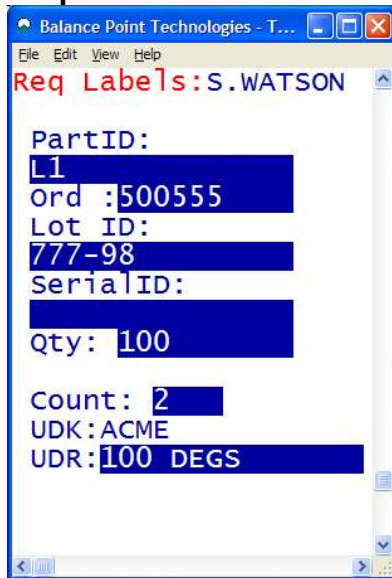 Balance Point Technologies - T...
File Edit View Help
Req Labels:S.WATSON
PartID:
L1
Ord :500555
Lot ID:
777-98
SerialID:
Qty: 100
Count: 2
UDK:ACME
UDR:100 DEGS